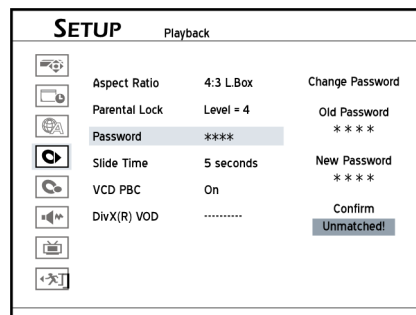 SETUP Playback
Aspect Ratio 4:3 L.Box
Parental Lock Level = 4
Password ****
Slide Time 5 seconds
VCD PBC On
DivX(R) VOD ----------
Change Password
Old Password
****
New Password
****
Confirm
Unmatched!